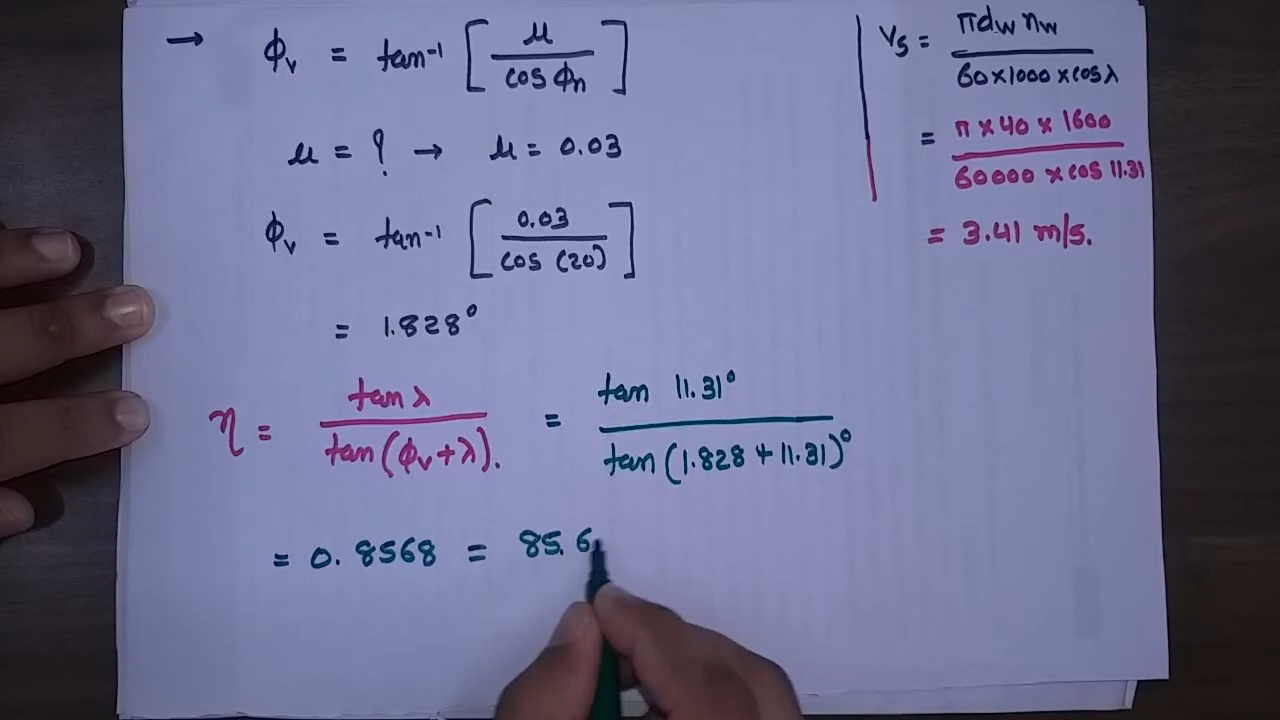 → ϕv = tan⁻¹ [ μ / cos ϕn ]
μ = ? → μ = 0.03
ϕv = tan⁻¹ [ 0.03 / cos (20) ]
= 1.828°
η = tan λ / tan (ϕv + λ). = tan 11.31° / tan (1.828 + 11.31)°
= 0.8568 = 85.6
Vs = π dw nw / 60 × 1000 × cos λ
= π × 40 × 1600 / 60000 × cos 11.31
= 3.41 m/s.